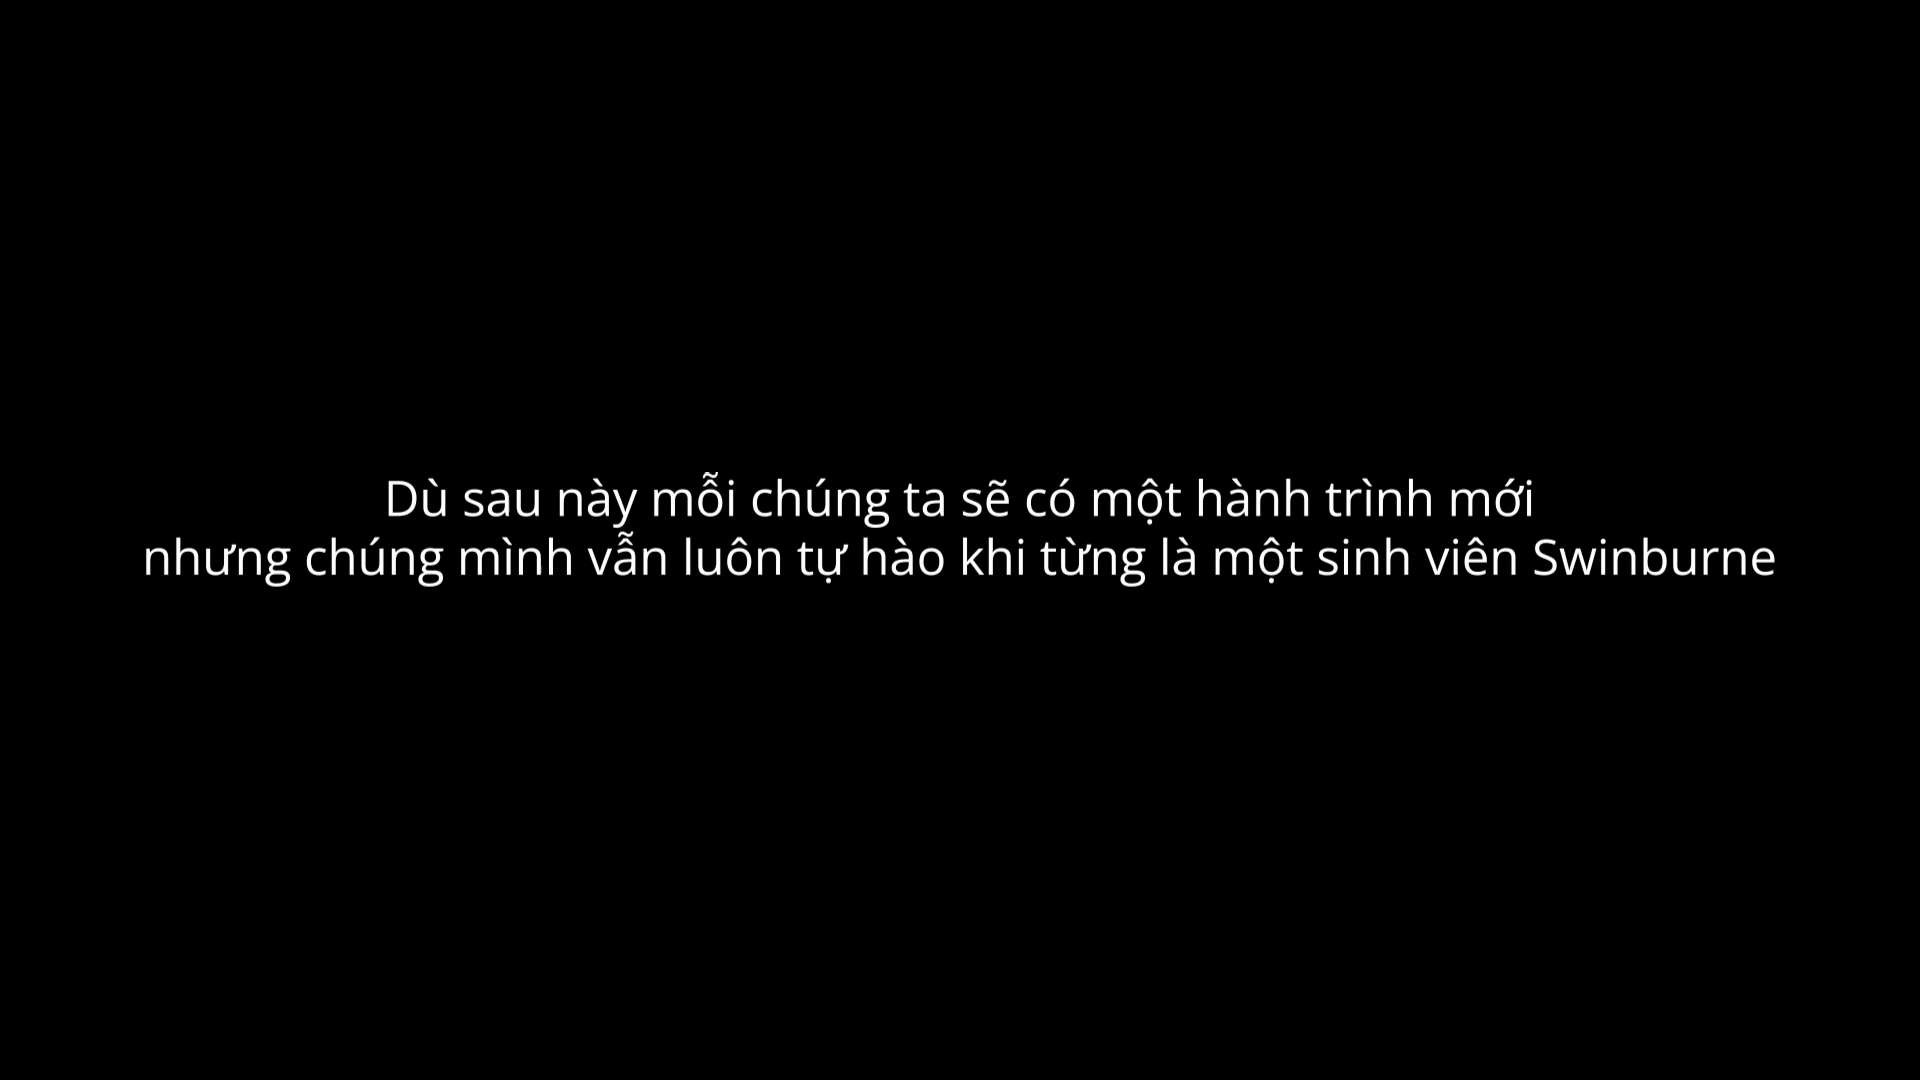 Dù sau này mỗi chúng ta sẽ có một hành trình mới
nhưng chúng mình vẫn luôn tự hào khi từng là một sinh viên Swinburne